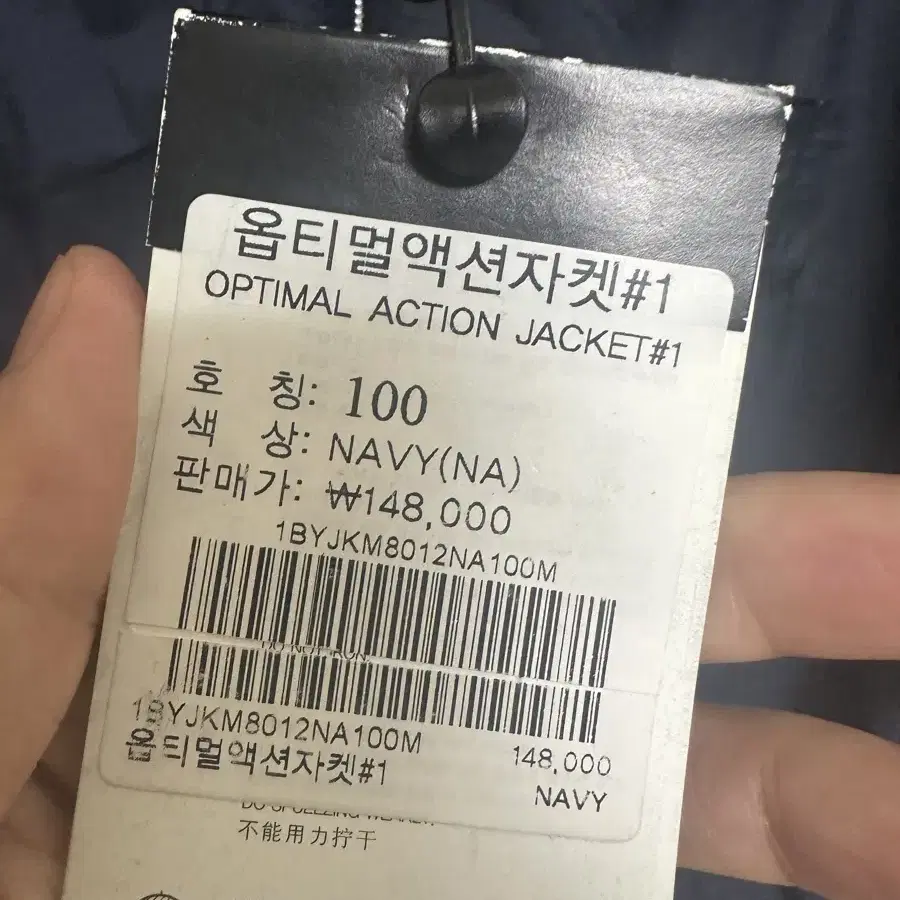 옵티멀액션자켓#1
OPTIMAL ACTION JACKET#1
호 칭: 100
색 상: NAVY(NA)
판매가: ₩148,000
1BYJKM8012NA100M
DO NOT
1BYJKM8012NA100M 148,000
옵티멀액션자켓#1 NAVY
不能用力拧干